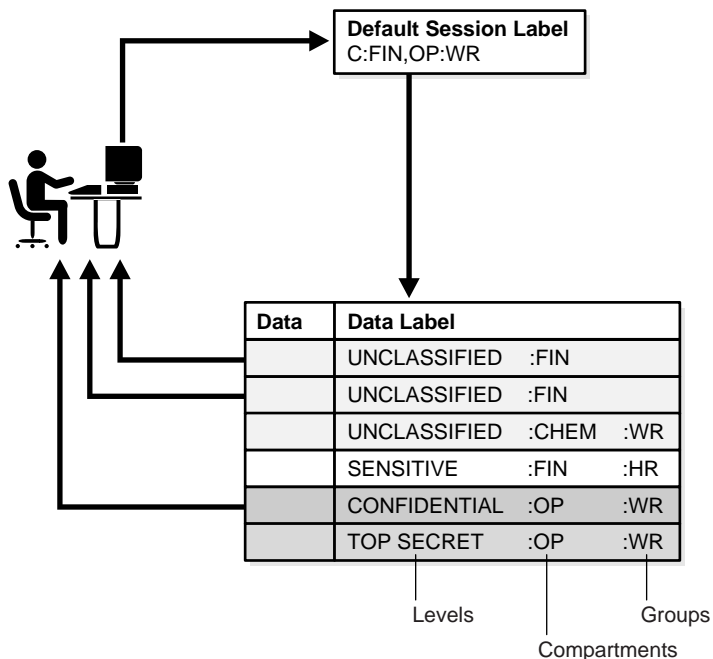 Default Session Label
C:FIN,OP:WR
Data Data Label
UNCLASSIFIED :FIN
UNCLASSIFIED :FIN
UNCLASSIFIED :CHEM :WR
SENSITIVE :FIN :HR
CONFIDENTIAL :OP :WR
TOP SECRET :OP :WR
Levels Groups
Compartments